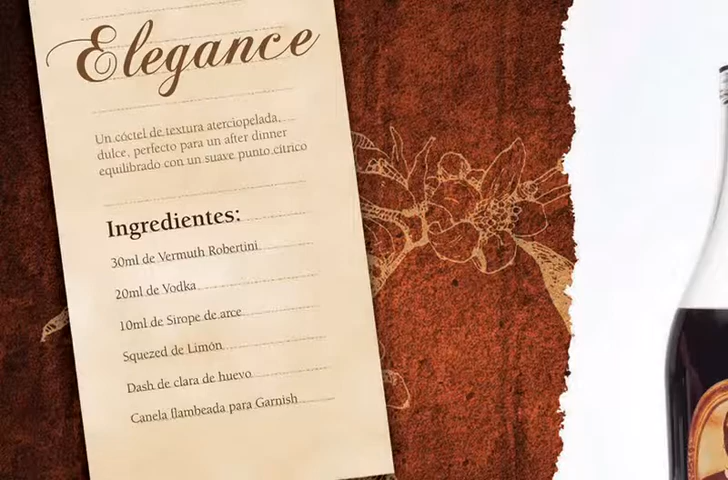 Elegance
Un cóctel de textura aterciopelada,
dulce, perfecto para un after dinner
equilibrado con un suave punto cítrico
Ingredientes:
30ml de Vermuth Robertini
20ml de Vodka
10ml de Sirope de arce
Squezed de Limón
Dash de clara de huevo
Canela flambeada para Garnish